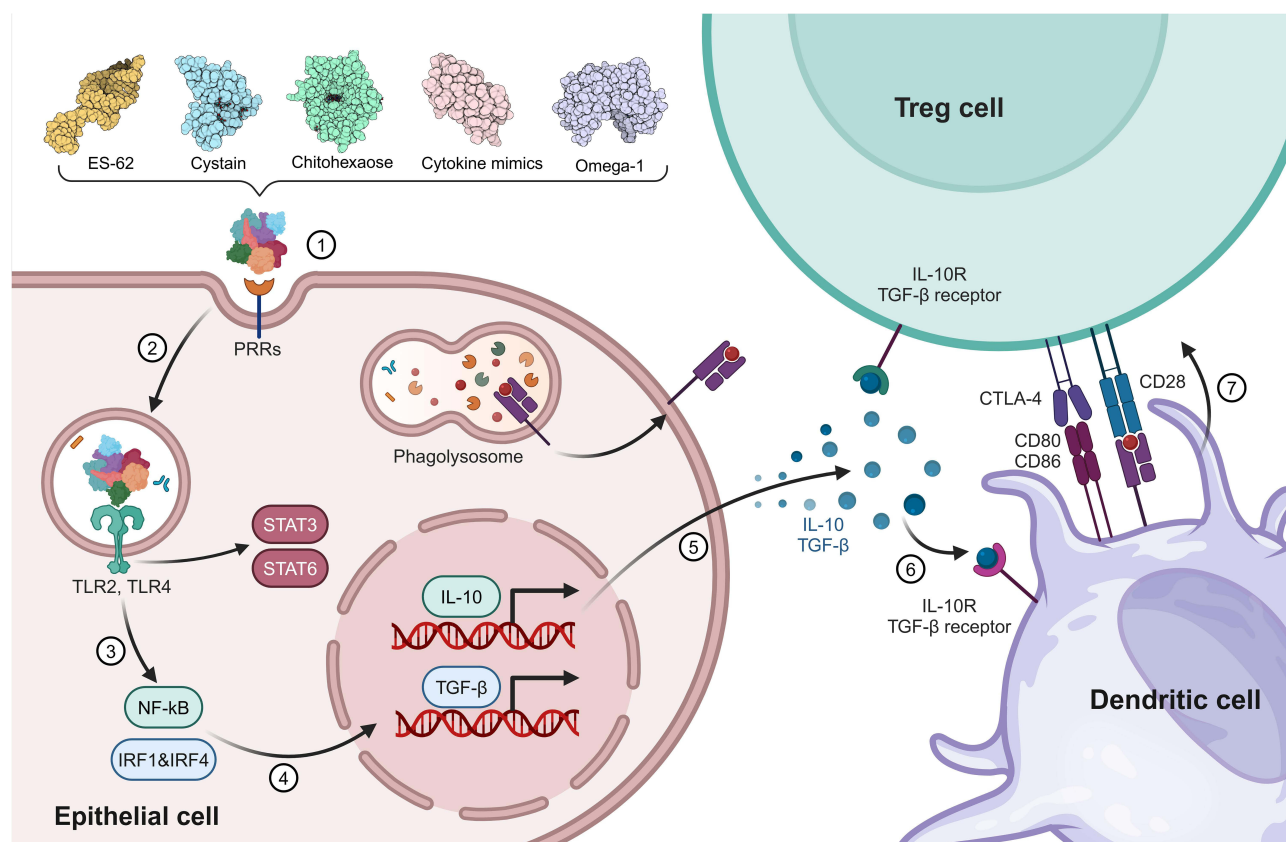 ES-62
Cystain
Chitohexaose
Cytokine mimics
Omega-1
Treg cell
1
IL-10R
TGF-β receptor
2
PRRs
CTLA-4
CD28
7
CD80
CD86
Phagolysosome
STAT3
STAT6
TLR2, TLR4
IL-10
TGF-β
5
6
IL-10R
TGF-β receptor
3
IL-10
TGF-β
NF-kB
IRF1&IRF4
4
Dendritic cell
Epithelial cell